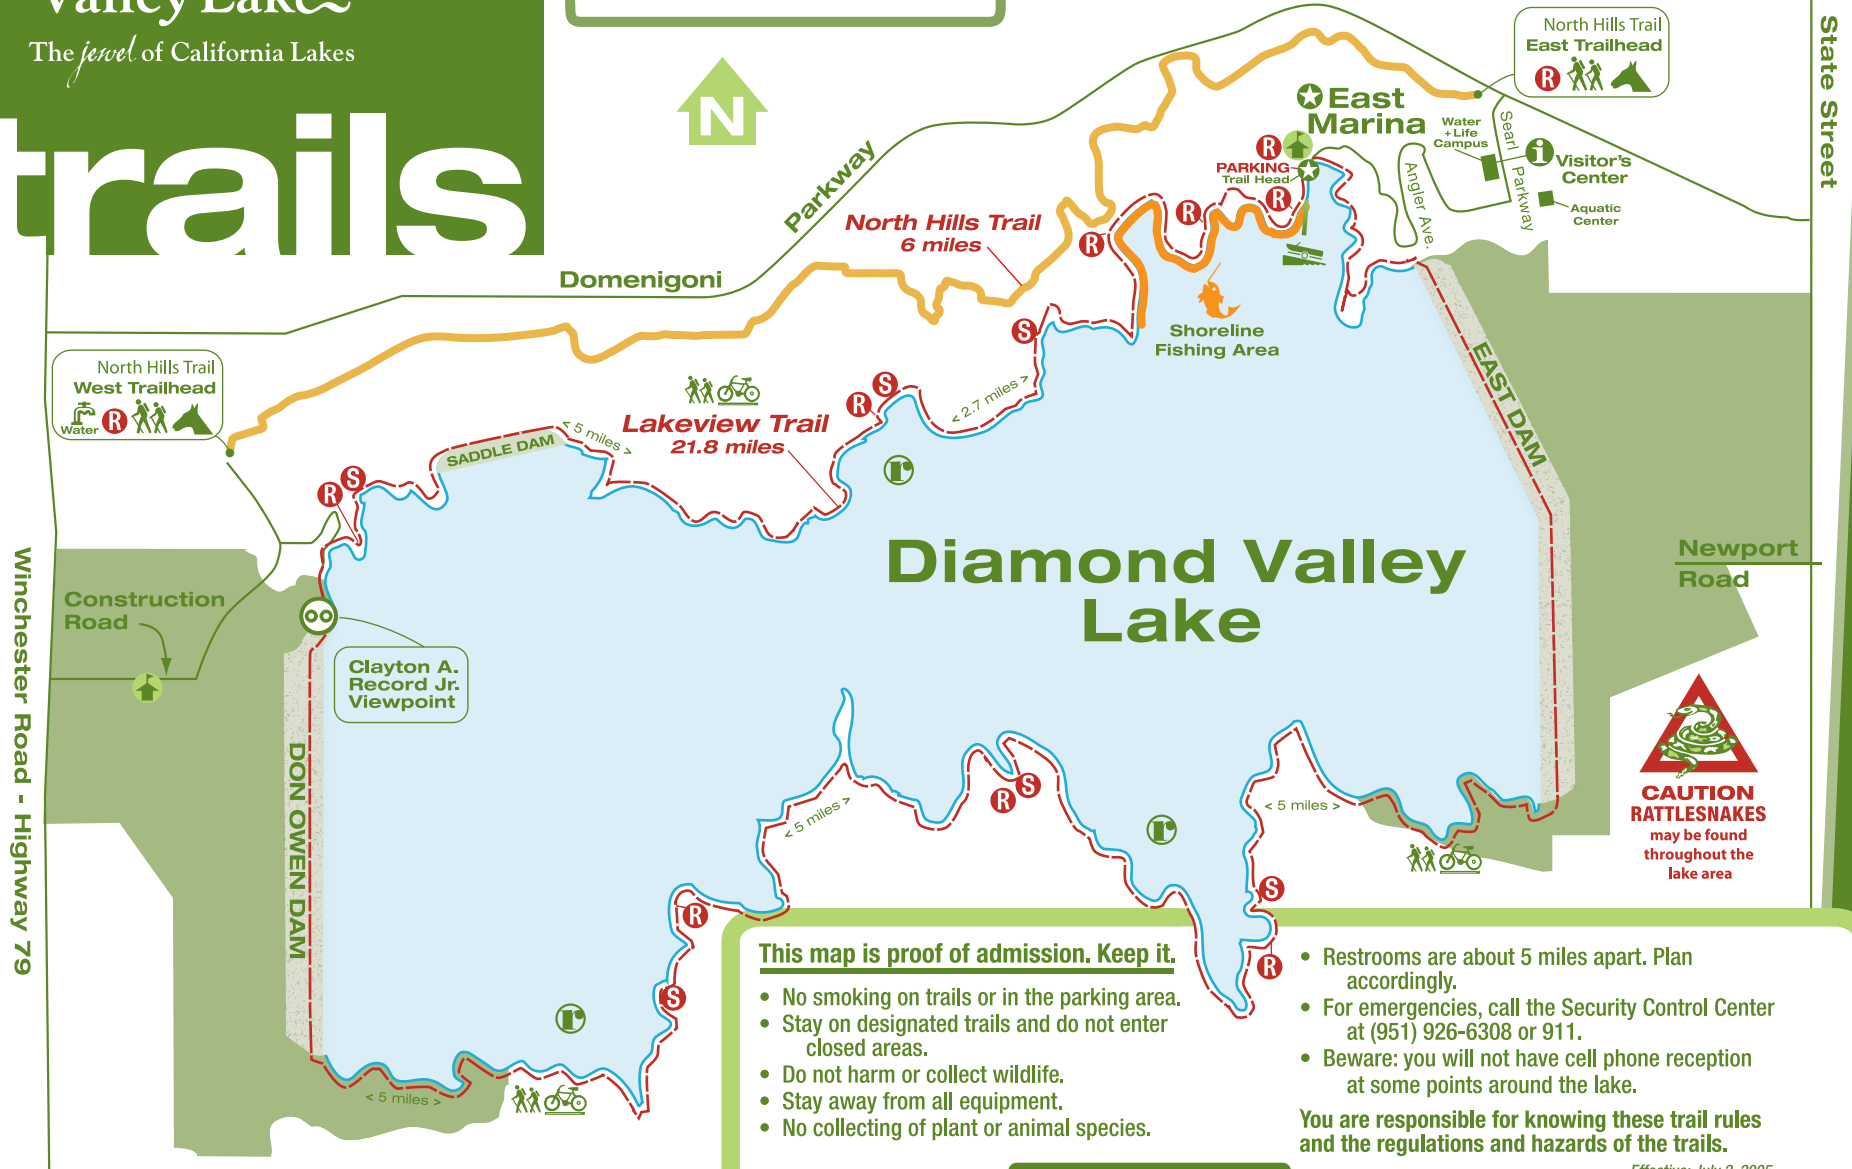 Valley Lake
The jewel of California Lakes
trails
N
North Hills Trail
East Trailhead
R
State Street
East
Marina
Water
+ Life
Campus
Searl Parkway
i
Visitor's
Center
Aquatic
Center
Angler Ave.
R
PARKING
Trail Head
R
R
R
Parkway
Domenigoni
North Hills Trail
6 miles
Shoreline
Fishing Area
S
North Hills Trail
West Trailhead
Water
R
EAST DAM
< 2.7 miles >
S
R
Lakeview Trail
21.8 miles
< 5 miles >
SADDLE DAM
S
R
r
Diamond Valley
Lake
Newport
Road
Winchester Road - Highway 79
Construction
Road
Clayton A.
Record Jr.
Viewpoint
DON OWEN DAM
CAUTION
RATTLESNAKES
may be found
throughout the
lake area
< 5 miles >
S
R
r
< 5 miles >
S
R
R
S
r
< 5 miles >
This map is proof of admission. Keep it.
• No smoking on trails or in the parking area.
• Stay on designated trails and do not enter
closed areas.
• Do not harm or collect wildlife.
• Stay away from all equipment.
• No collecting of plant or animal species.
• Restrooms are about 5 miles apart. Plan
accordingly.
• For emergencies, call the Security Control Center
at (951) 926-6308 or 911.
• Beware: you will not have cell phone reception
at some points around the lake.
You are responsible for knowing these trail rules
and the regulations and hazards of the trails.
Effective: July 2, 2005